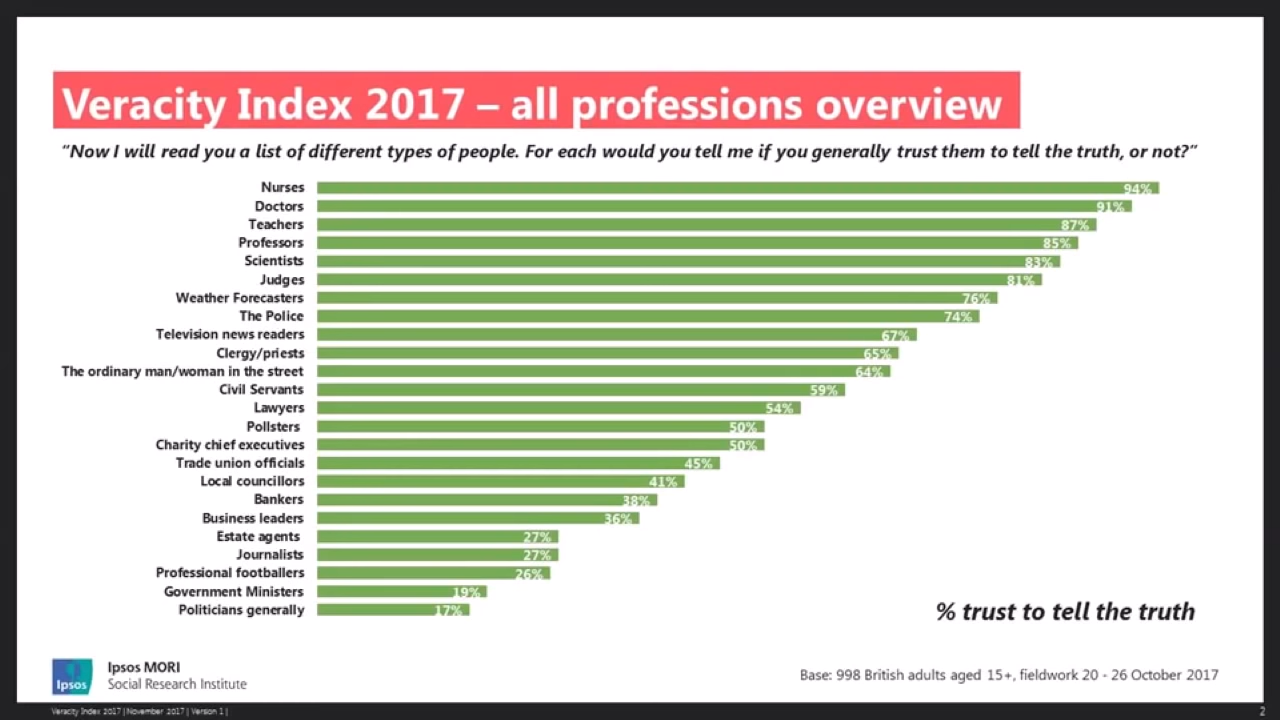 Veracity Index 2017 – all professions overview
"Now I will read you a list of different types of people. For each would you tell me if you generally trust them to tell the truth, or not?"
Nurses 94%
Doctors 91%
Teachers 87%
Professors 85%
Scientists 83%
Judges 81%
Weather Forecasters 76%
The Police 74%
Television news readers 67%
Clergy/priests 65%
The ordinary man/woman in the street 64%
Civil Servants 59%
Lawyers 54%
Pollsters 50%
Charity chief executives 50%
Trade union officials 45%
Local councillors 41%
Bankers 38%
Business leaders 36%
Estate agents 27%
Journalists 27%
Professional footballers 26%
Government Ministers 19%
Politicians generally 17%
% trust to tell the truth
Ipsos
Ipsos MORI
Social Research Institute
Base: 998 British adults aged 15+, fieldwork 20 - 26 October 2017
Veracity Index 2017 | November 2017 | Version 1 |
2